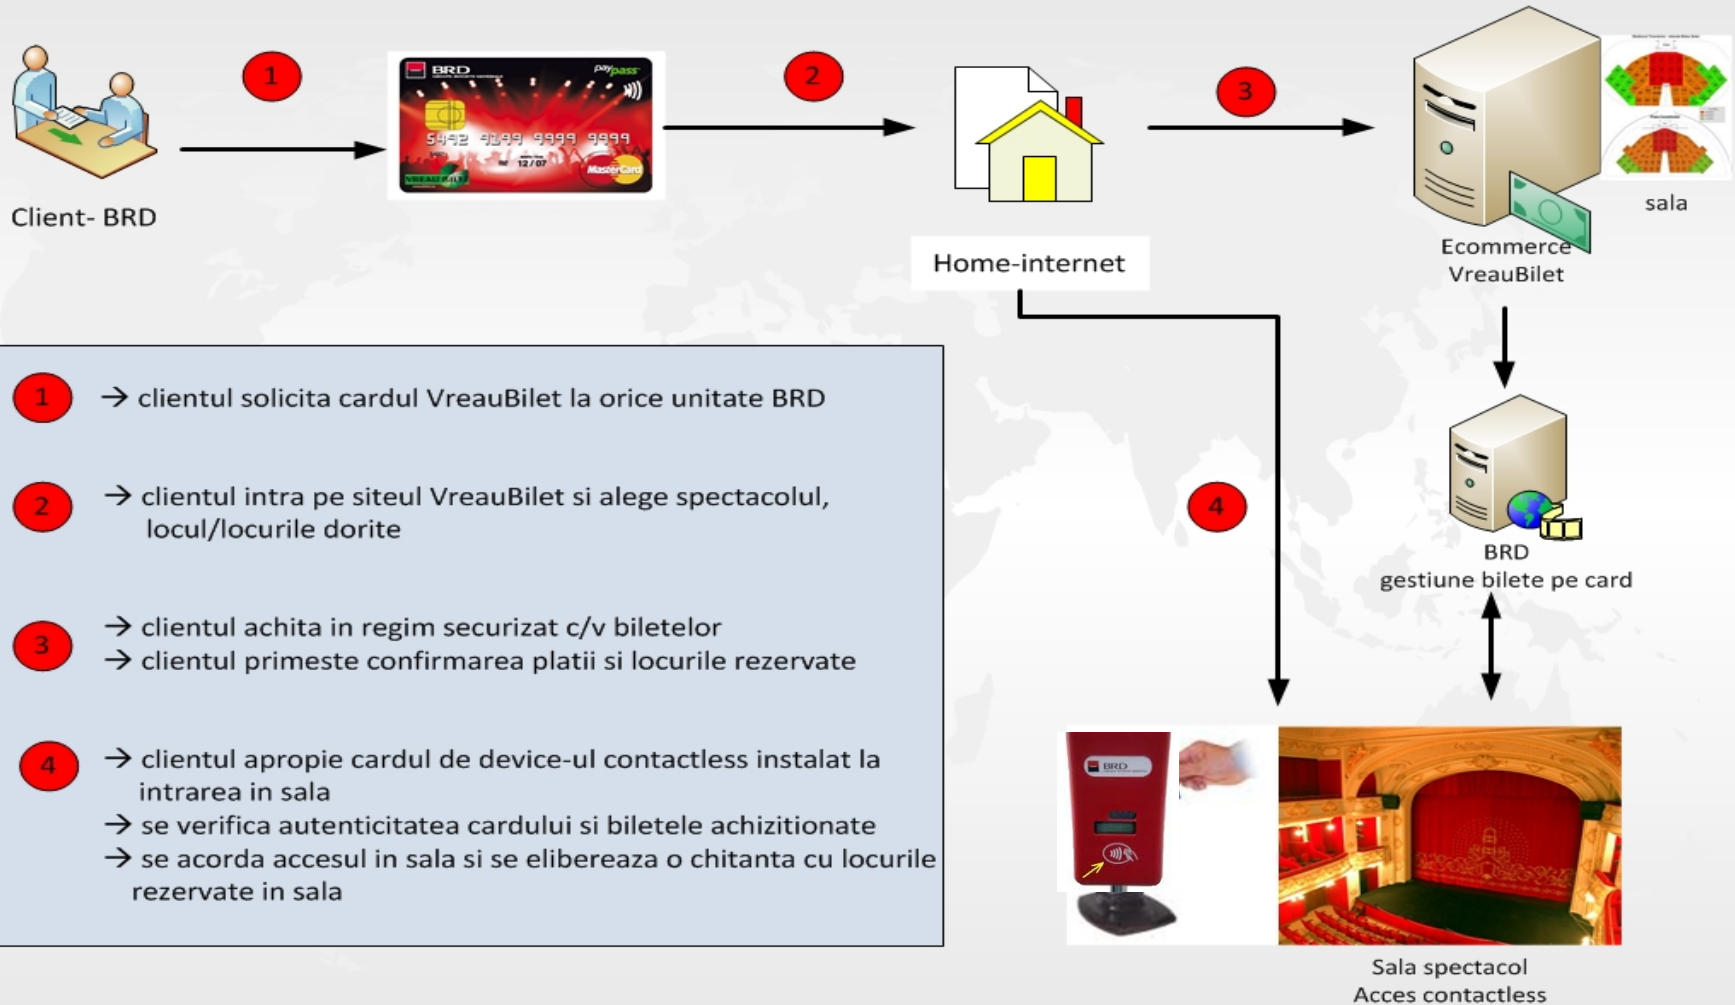 1
2
3
BRD
paypass
5492 9199 9999 9999
12/07
MasterCard
VREAUBILET
sala
Client- BRD
Home-internet
Ecommerce
VreauBilet
1
→ clientul solicita cardul VreauBilet la orice unitate BRD
2
→ clientul intra pe siteul VreauBilet si alege spectacolul,
locul/locurile dorite
3
→ clientul achita in regim securizat c/v biletelor
→ clientul primeste confirmarea platii si locurile rezervate
4
→ clientul apropie cardul de device-ul contactless instalat la
intrarea in sala
→ se verifica autenticitatea cardului si biletele achizitionate
→ se acorda accesul in sala si se elibereaza o chitanta cu locurile
rezervate in sala
4
BRD
gestiune bilete pe card
BRD
Sala spectacol
Acces contactless